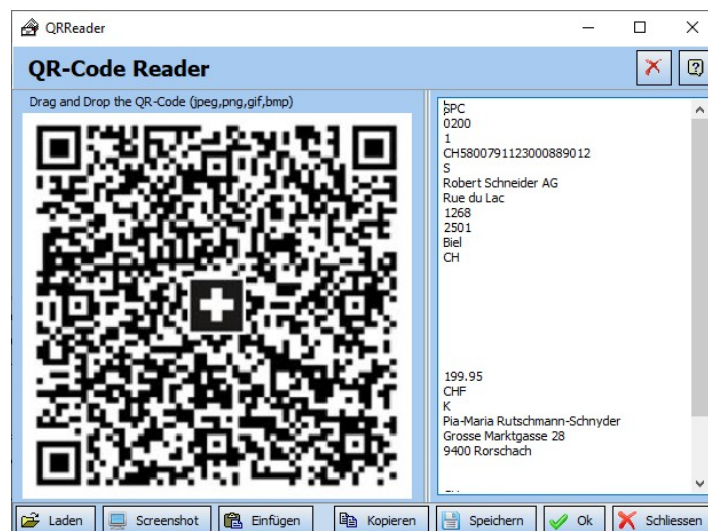 QRReader
QR-Code Reader
Drag and Drop the QR-Code (jpeg,png,gif,bmp)
SPC
0200
1
CH5800791123000889012
S
Robert Schneider AG
Rue du Lac
1268
2501
Biel
CH
199.95
CHF
K
Pia-Maria Rutschmann-Schnyder
Grosse Marktgasse 28
9400 Rorschach
Laden
Screenshot
Einfügen
Kopieren
Speichern
Ok
Schliessen